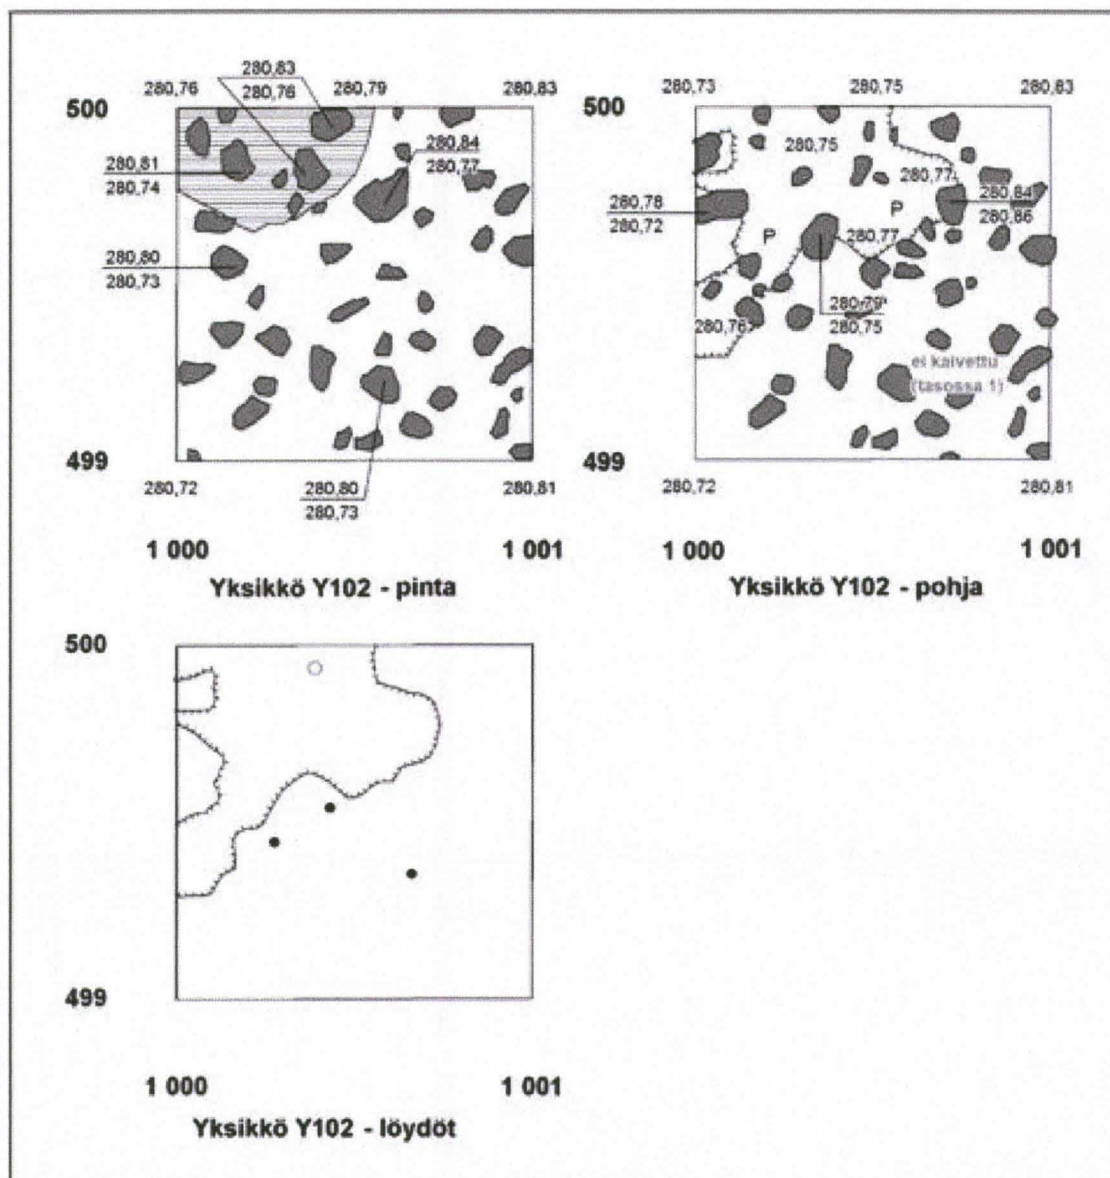 280,83
280,76 280,76 280,79 280,83
500
280,84
280,77
280,81
280,74
280,80
280,73
499
280,72 280,80 280,81
280,73
1 000 1 001
Yksikkö Y102 - pinta
280,73 280,75 280,83
500
280,75
280,77 280,84
280,78 P 280,86
280,72
P 280,77
280,79
280,76 280,75
ei kaivettu
(tasossa 1)
499
280,72 280,81
1 000 1 001
Yksikkö Y102 - pohja
500
499
1 000 1 001
Yksikkö Y102 - löydöt